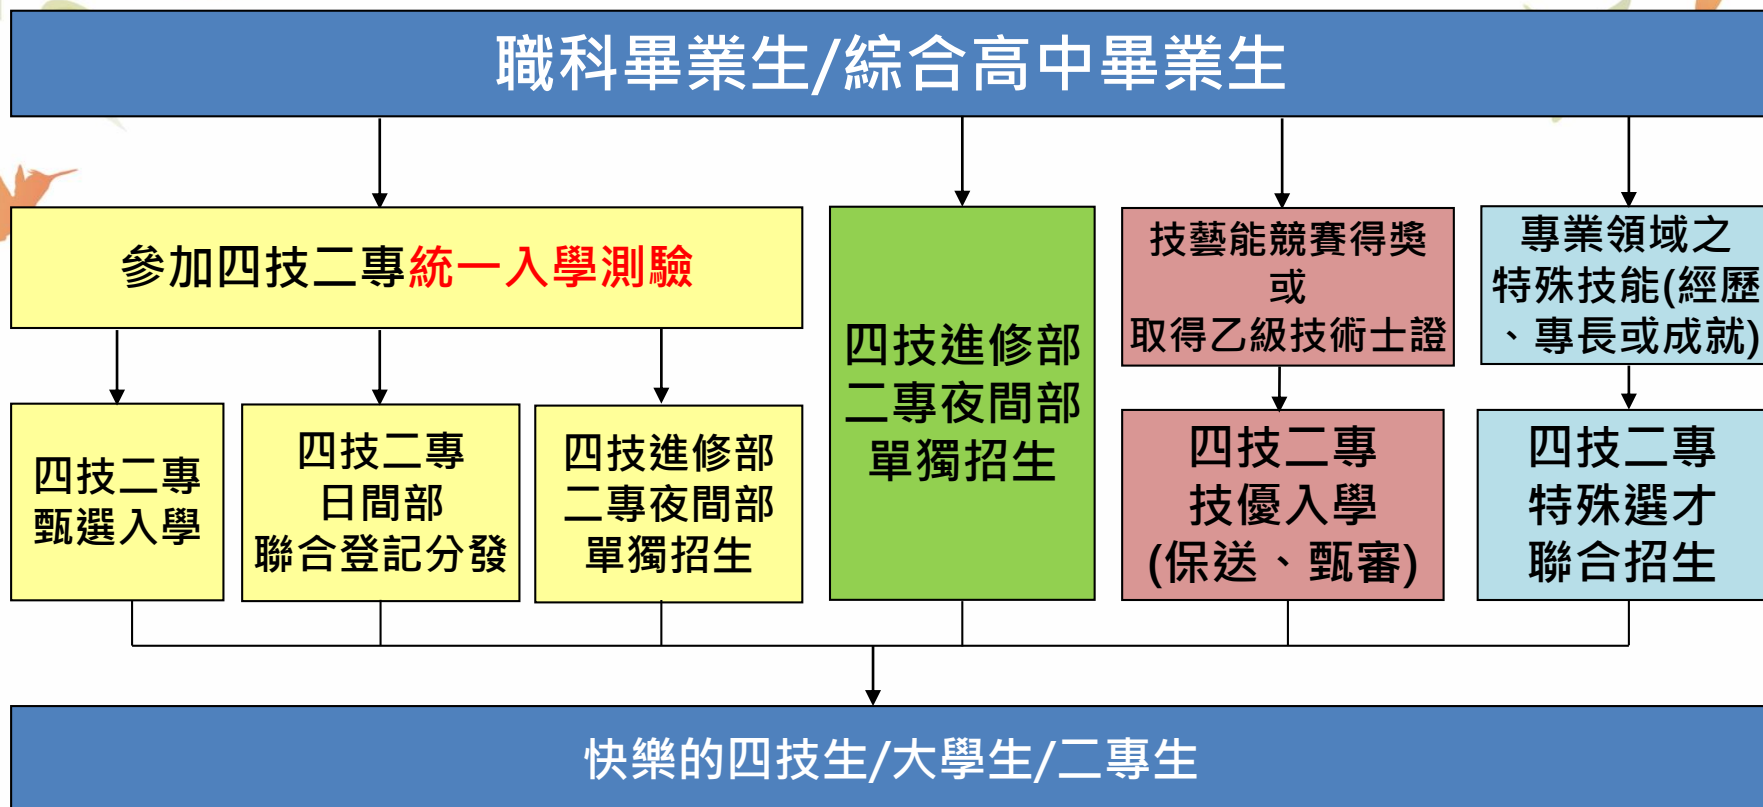 職科畢業生/綜合高中畢業生
參加四技二專統一入學測驗
四技二專
甄選入學
四技二專
日間部
聯合登記分發
四技進修部
二專夜間部
單獨招生
四技進修部
二專夜間部
單獨招生
技藝能競賽得獎
或
取得乙級技術士證
四技二專
技優入學
(保送、甄審)
專業領域之
特殊技能(經歷
、專長或成就)
四技二專
特殊選才
聯合招生
快樂的四技生/大學生/二專生